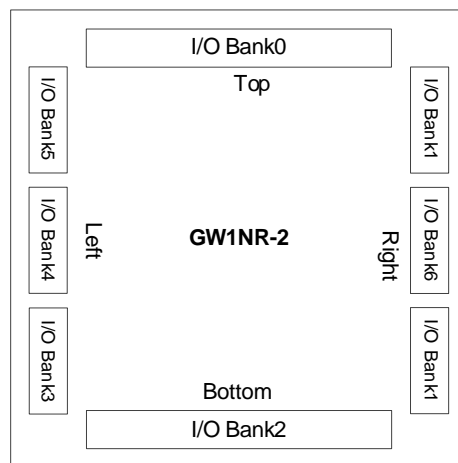 I/O Bank0
Top
I/O Bank5
I/O Bank1
I/O Bank4
Left
GW1NR-2
Right
I/O Bank6
I/O Bank3
I/O Bank1
Bottom
I/O Bank2